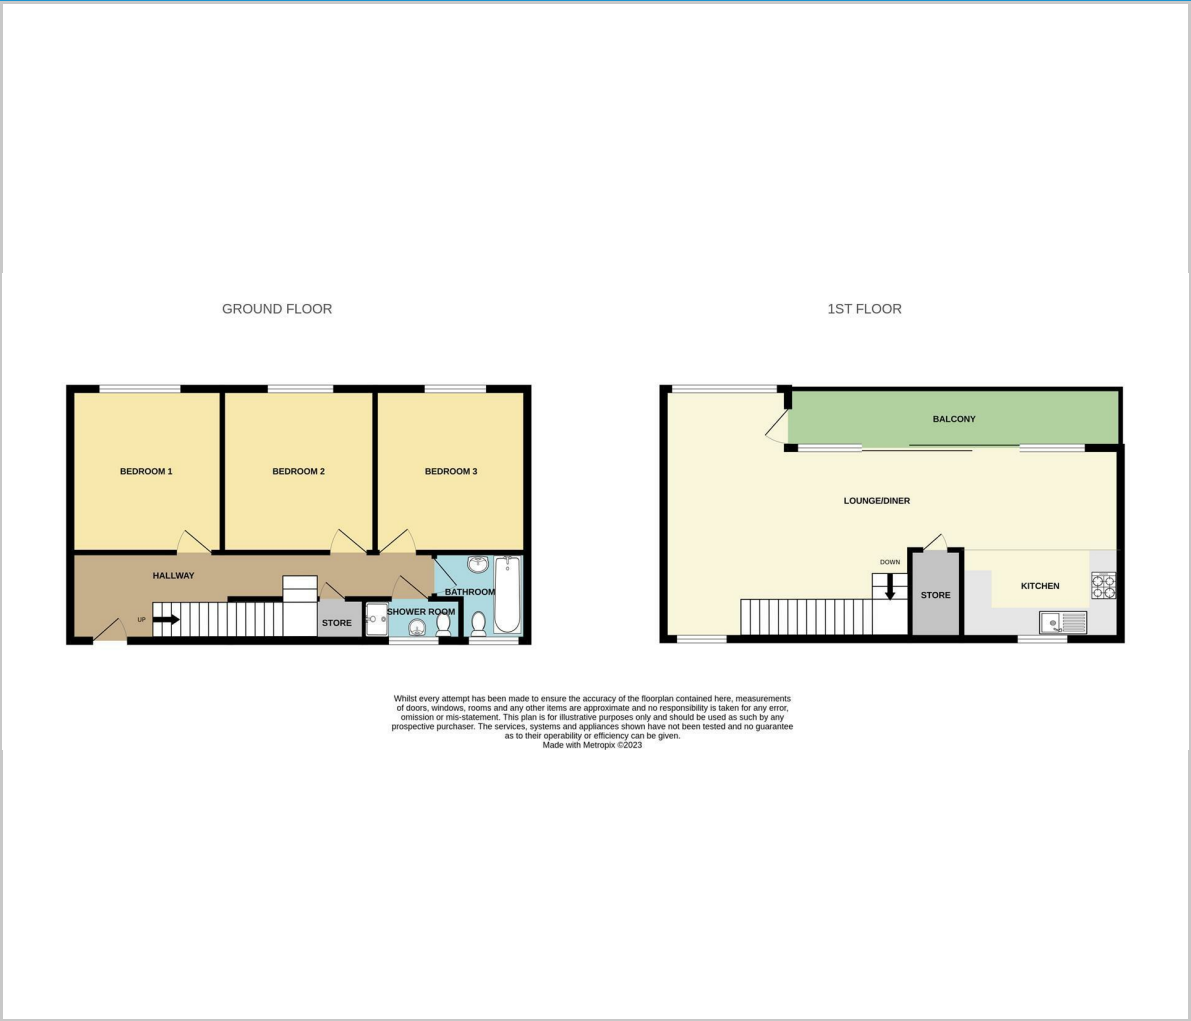 GROUND FLOOR
1ST FLOOR
BEDROOM 1
BEDROOM 2
BEDROOM 3
HALLWAY
UP
STORE
SHOWER ROOM
BATHROOM
BALCONY
LOUNGE/DINER
DOWN
STORE
KITCHEN
Whilst every attempt has been made to ensure the accuracy of the floorplan contained here, measurements
of doors, windows, rooms and any other items are approximate and no responsibility is taken for any error,
omission or mis-statement. This plan is for illustrative purposes only and should be used as such by any
prospective purchaser. The services, systems and appliances shown have not been tested and no guarantee
as to their operability or efficiency can be given.
Made with Metropix ©2023